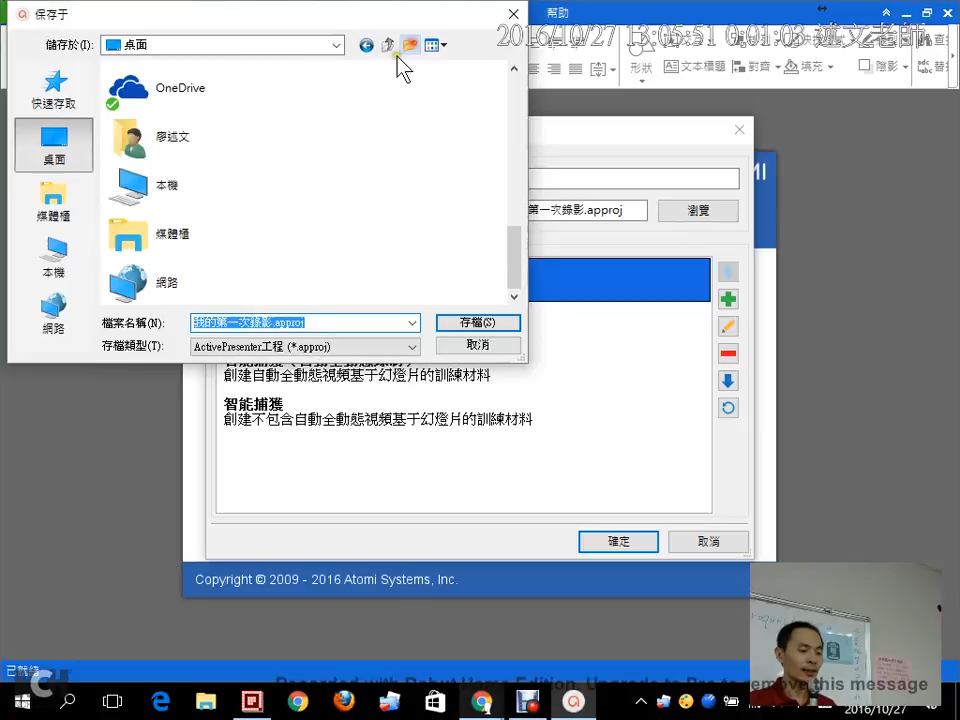 保存于
幫助
儲存於(I):
桌面
2016/10/27 13:05:51 0:01:03 述文老師
形狀
文本標題
對齊
填充
陰影
快速存取
桌面
媒體櫃
本機
網路
OneDrive
廖述文
本機
媒體櫃
網路
檔案名稱(N):
我的第一次錄影.approj
存檔(S)
存檔類型(T):
ActivePresenter工程 (*.approj)
取消
第一次錄影.approj
瀏覽
創建自動全動態視頻基于幻燈片的訓練材料
智能捕獲
創建不包含自動全動態視頻基于幻燈片的訓練材料
確定
取消
Copyright © 2009 - 2016 Atomi Systems, Inc.
已就緒
Recorded with Debut Home Edition. Upgrade to Pro to remove this message
2016/10/27